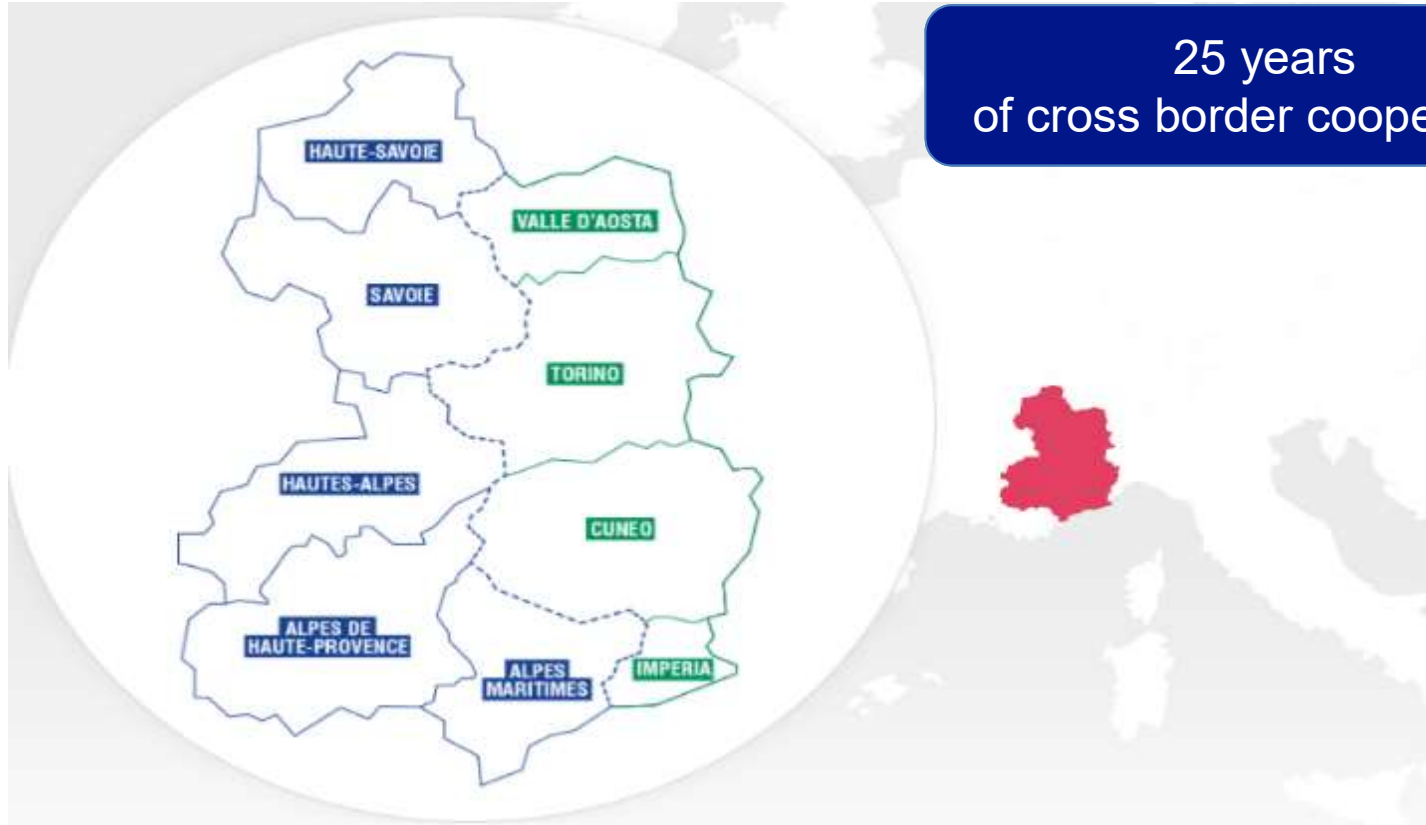 25 years
of cross border coope
HAUTE-SAVOIE
VALLE D'AOSTA
SAVOIE
TORINO
HAUTES-ALPES
CUNEO
ALPES DE
HAUTE-PROVENCE
ALPES
MARITIMES
IMPERIA